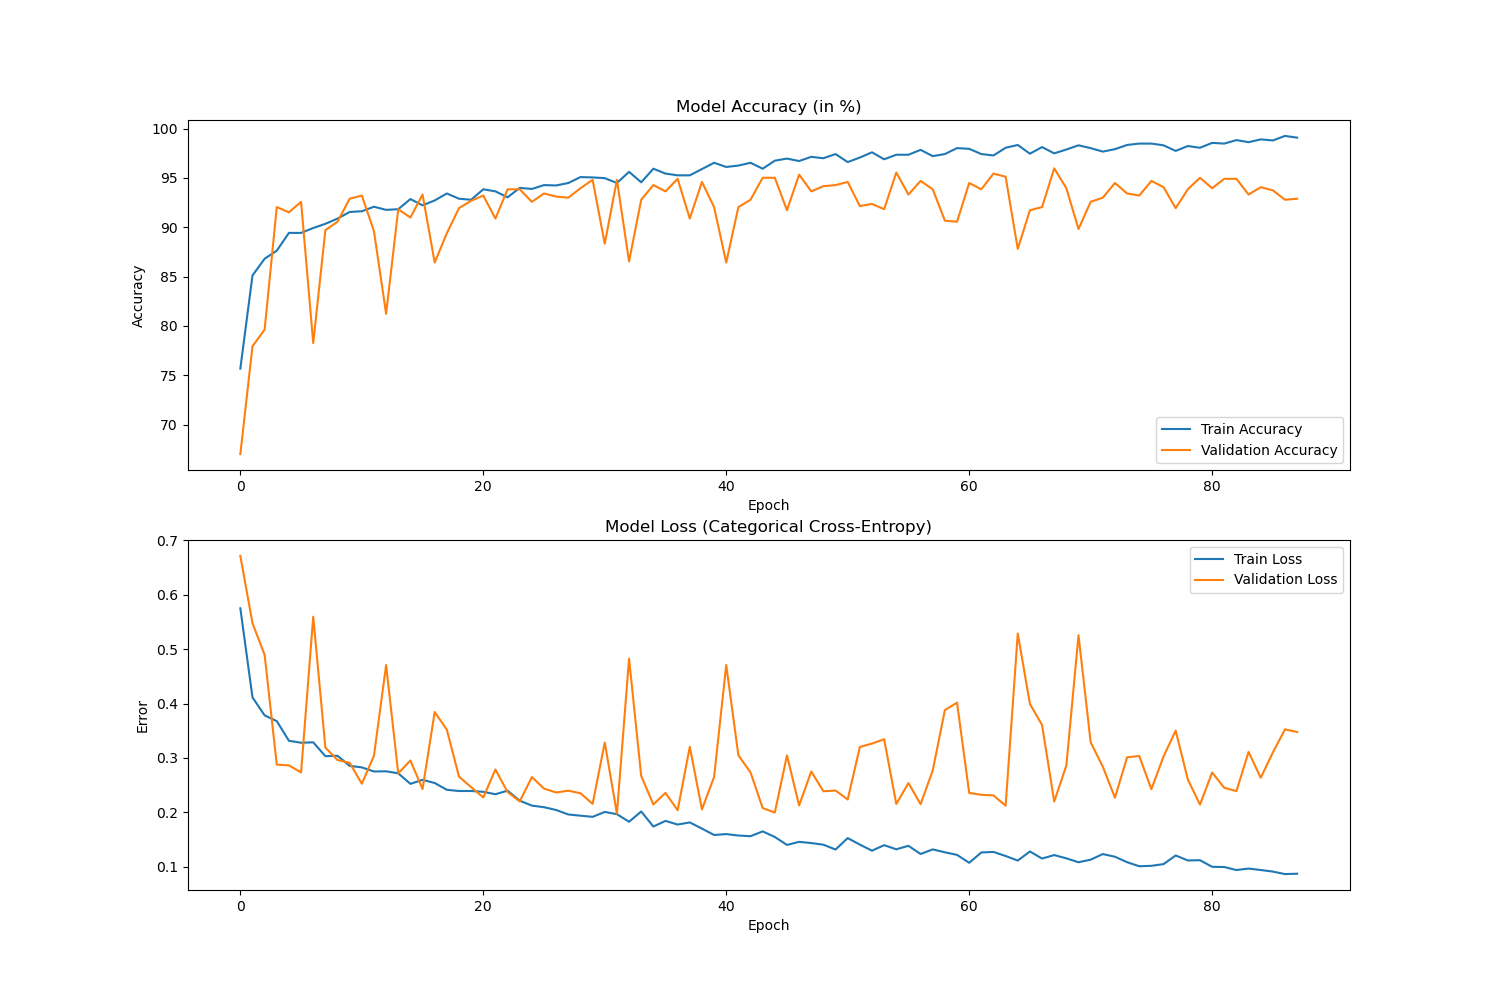 Model Accuracy (in %)
100
95
90
85
80
75
70
Accuracy
Train Accuracy
Validation Accuracy
0 20 40 60 80
Epoch
Model Loss (Categorical Cross-Entropy)
0.7
0.6
0.5
0.4
0.3
0.2
0.1
Error
Train Loss
Validation Loss
0 20 40 60 80
Epoch